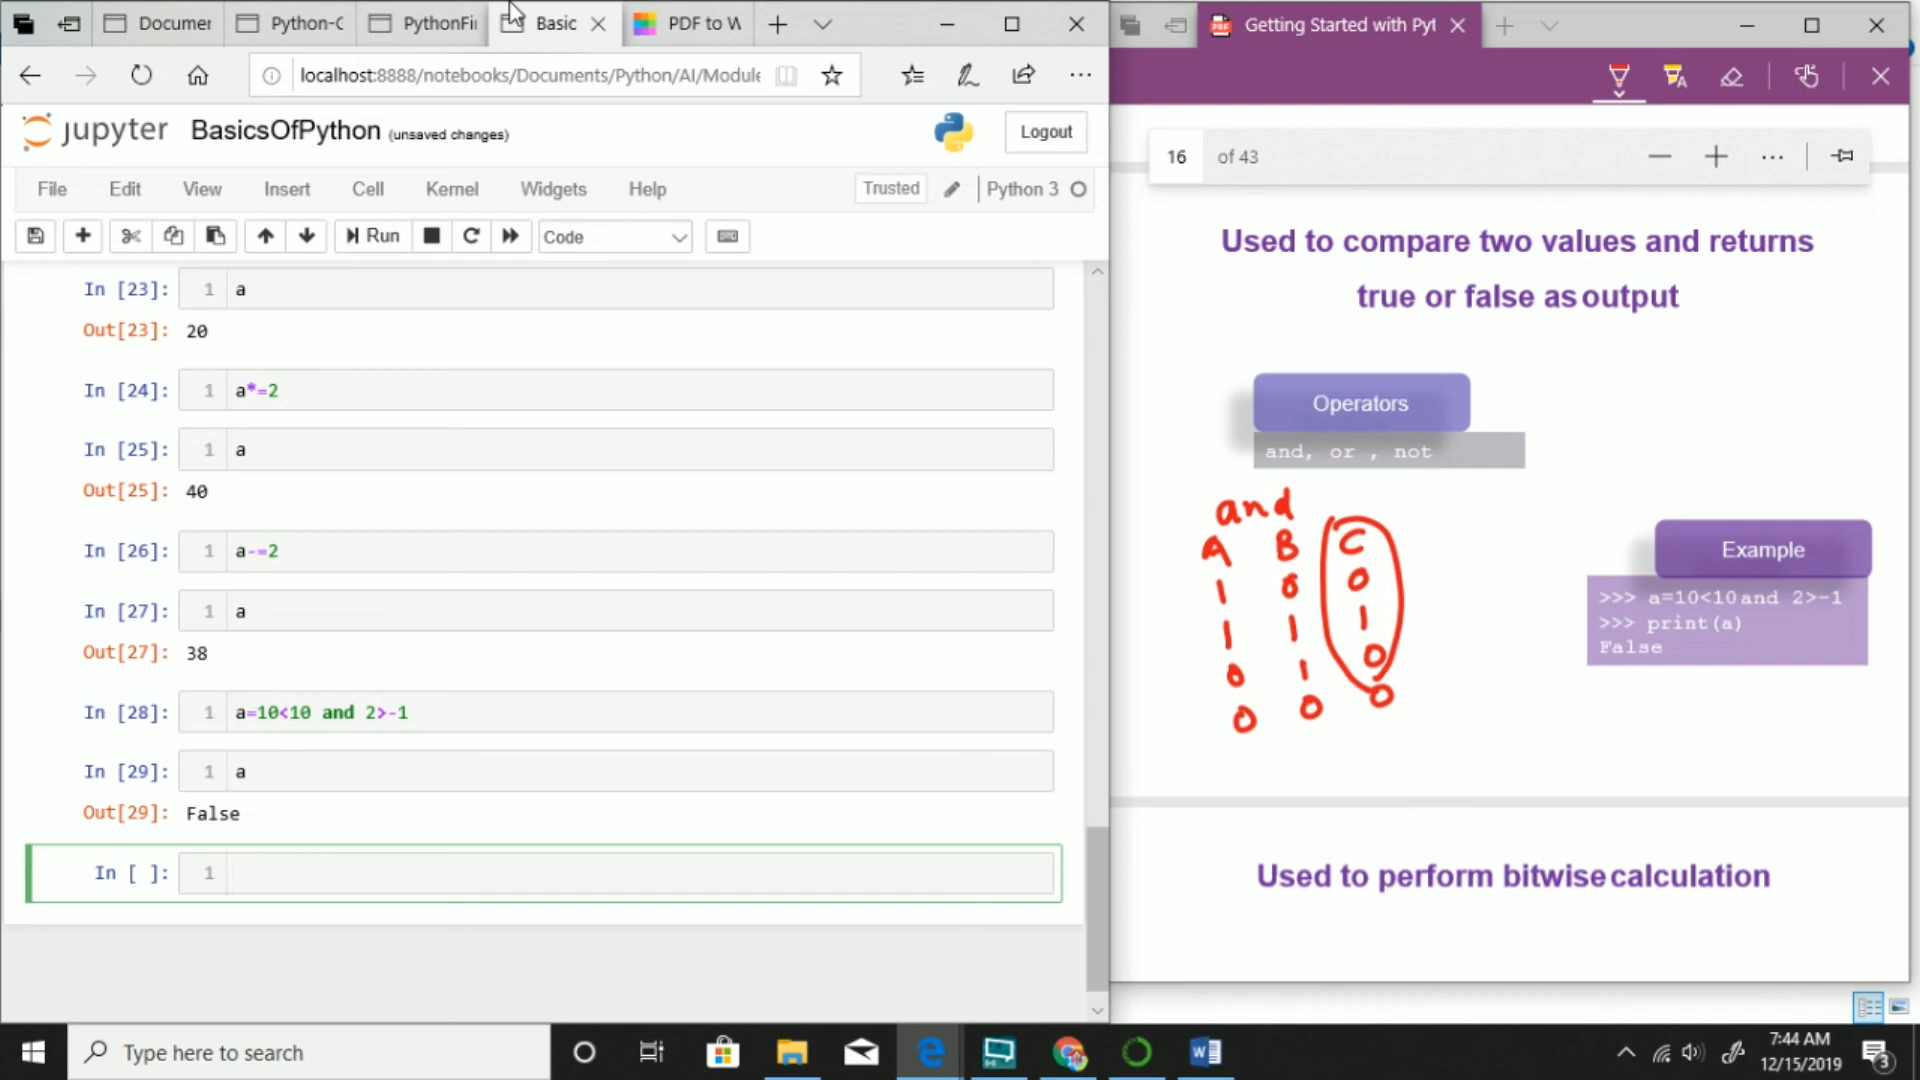 Documer
Python-C
PythonFi
Basic
PDF to W
localhost:8888/notebooks/Documents/Python/AI/Module
jupyter BasicsOfPython (unsaved changes)
Logout
File Edit View Insert Cell Kernel Widgets Help
Trusted
Python 3
Run
Code
In [23]: 1 a
Out[23]: 20
In [24]: 1 a*=2
In [25]: 1 a
Out[25]: 40
In [26]: 1 a-=2
In [27]: 1 a
Out[27]: 38
In [28]: 1 a=10<10 and 2>-1
In [29]: 1 a
Out[29]: False
In [ ]: 1
Getting Started with Pyt
16 of 43
Used to compare two values and returns
true or false as output
Operators
and, or , not
and
A B C
1 0 0
1 1 1
0 1 0
0 0 0
Example
>>> a=10<10 and 2>-1
>>> print(a)
False
Used to perform bitwise calculation
Type here to search
7:44 AM
12/15/2019
3